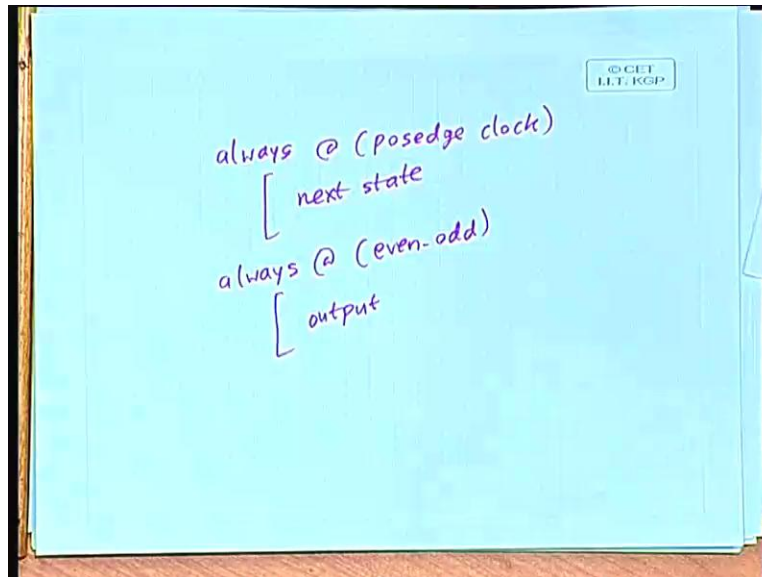 © CET
I.I.T. KGP
always @ (posedge clock)
next state
always @ (even-odd)
output